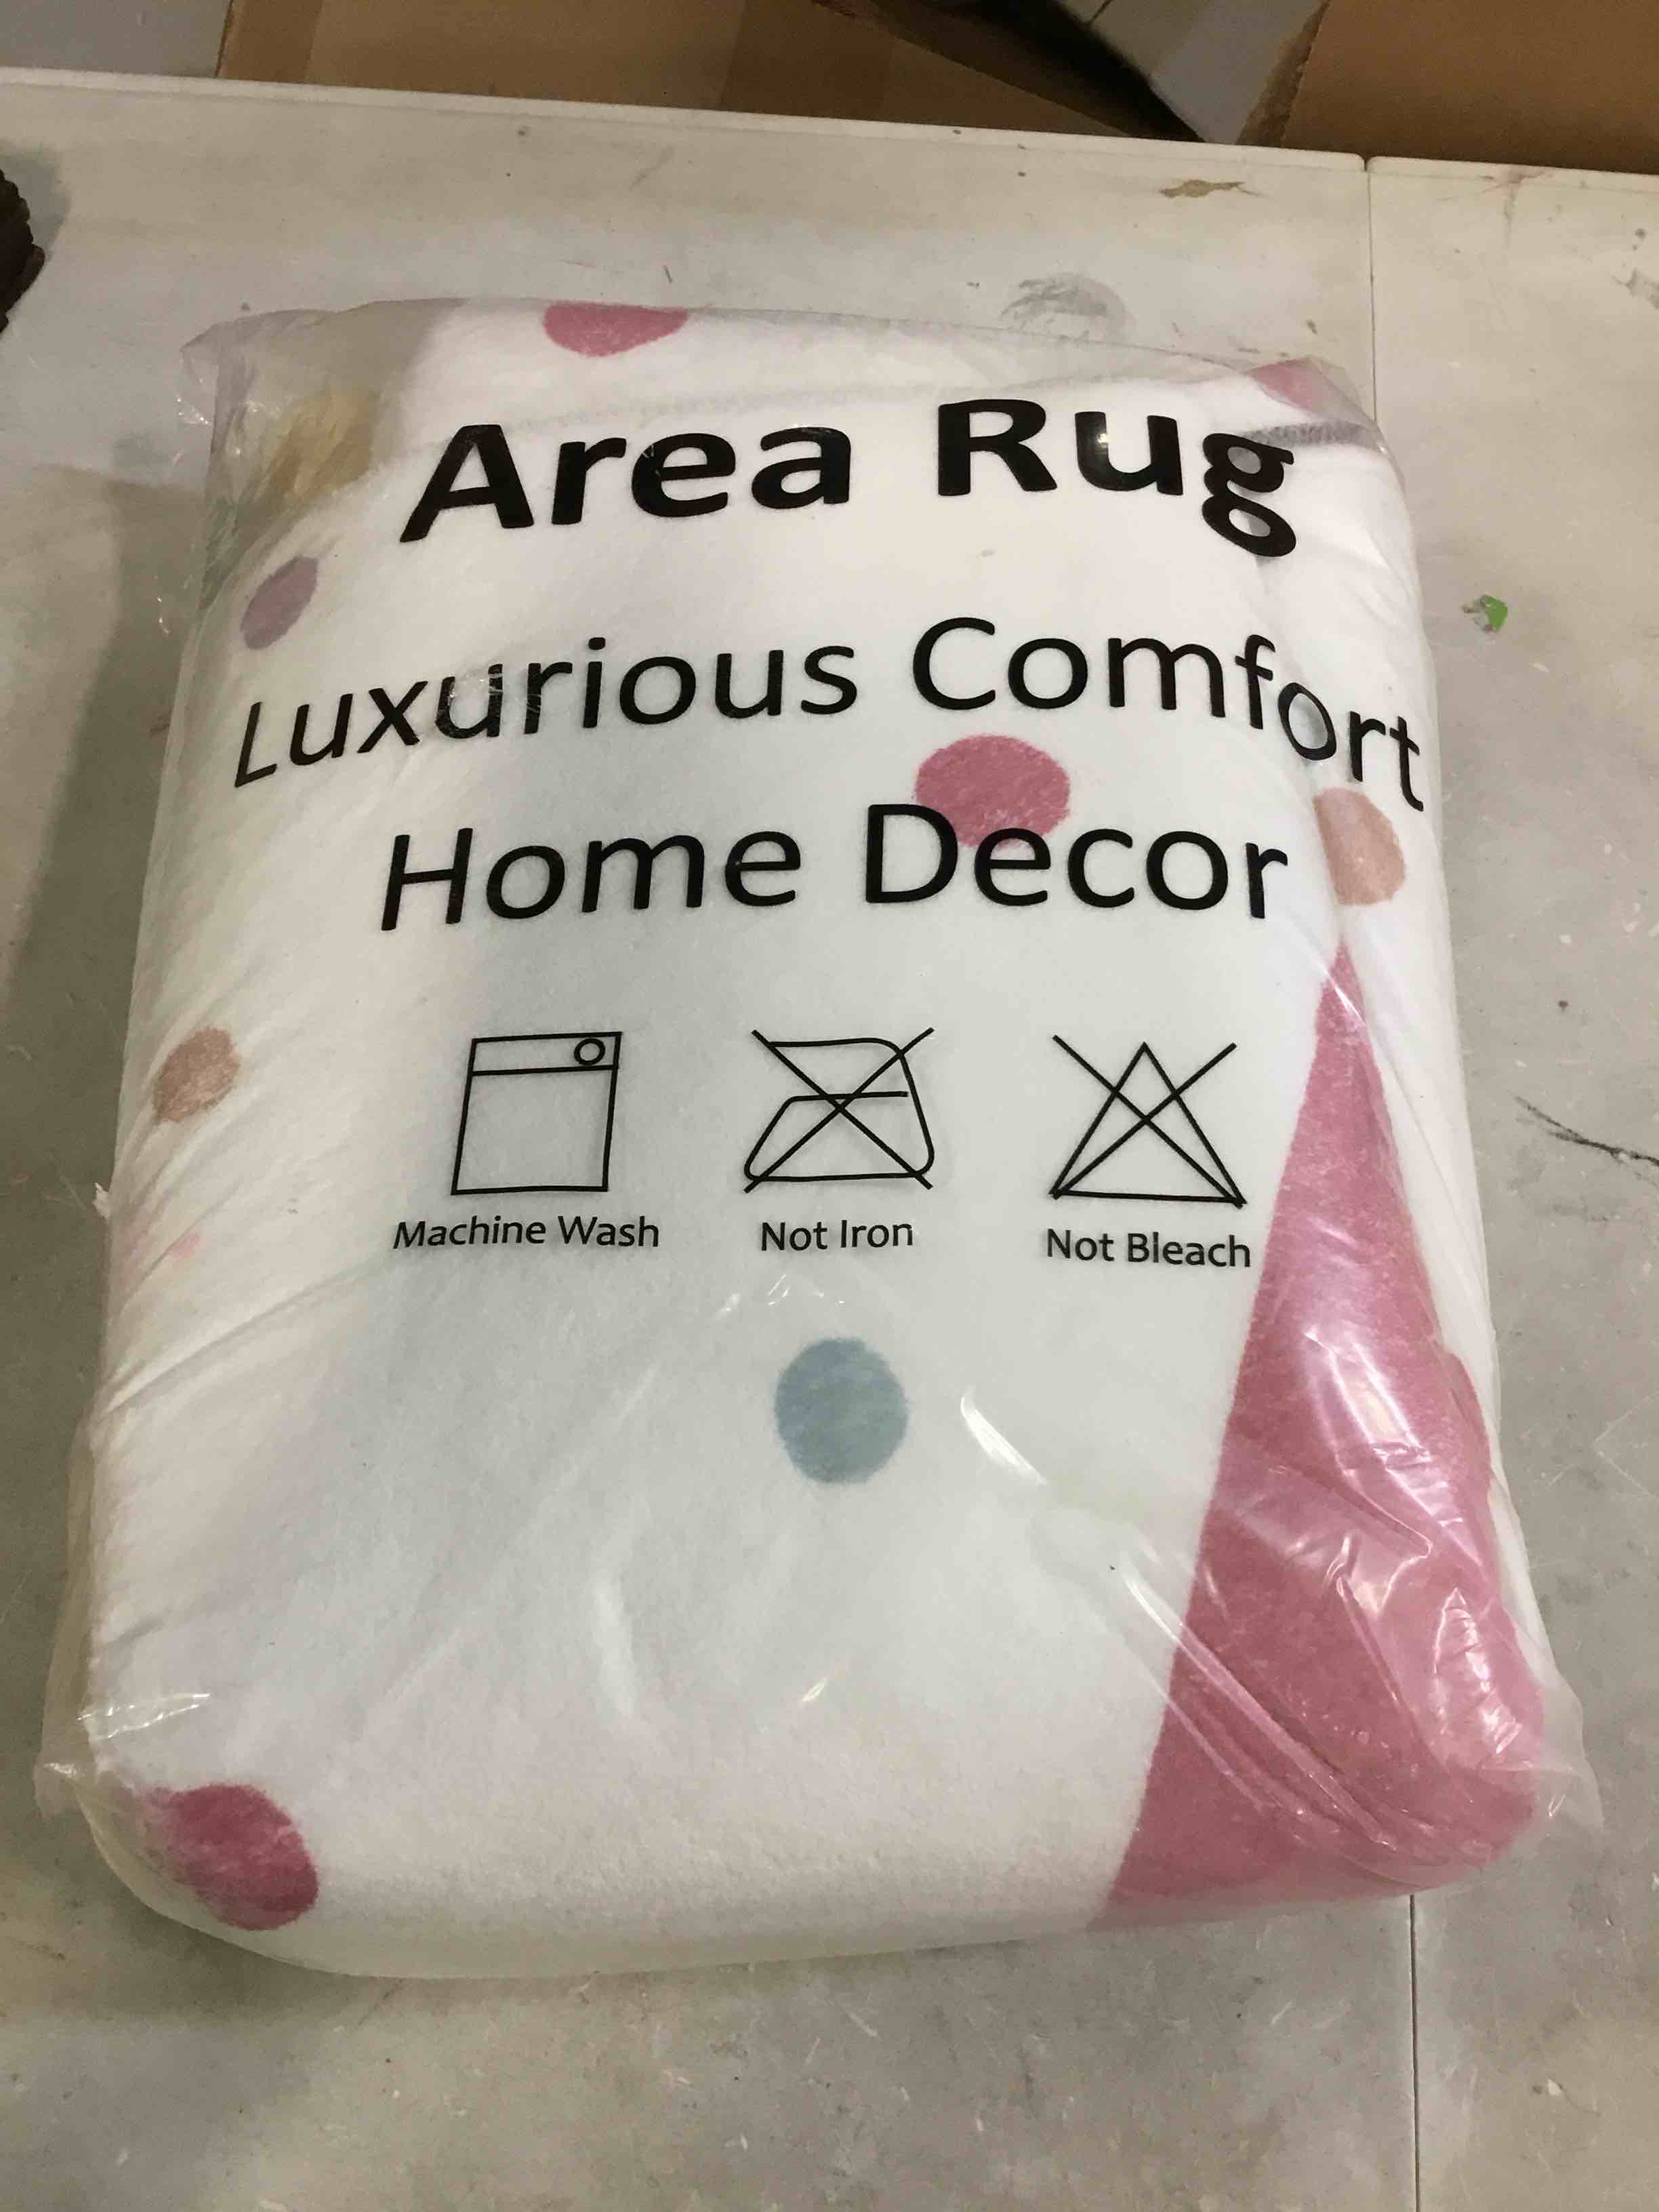 Area Rug
Luxurious Comfort
Home Decor
Machine Wash Not Iron Not Bleach